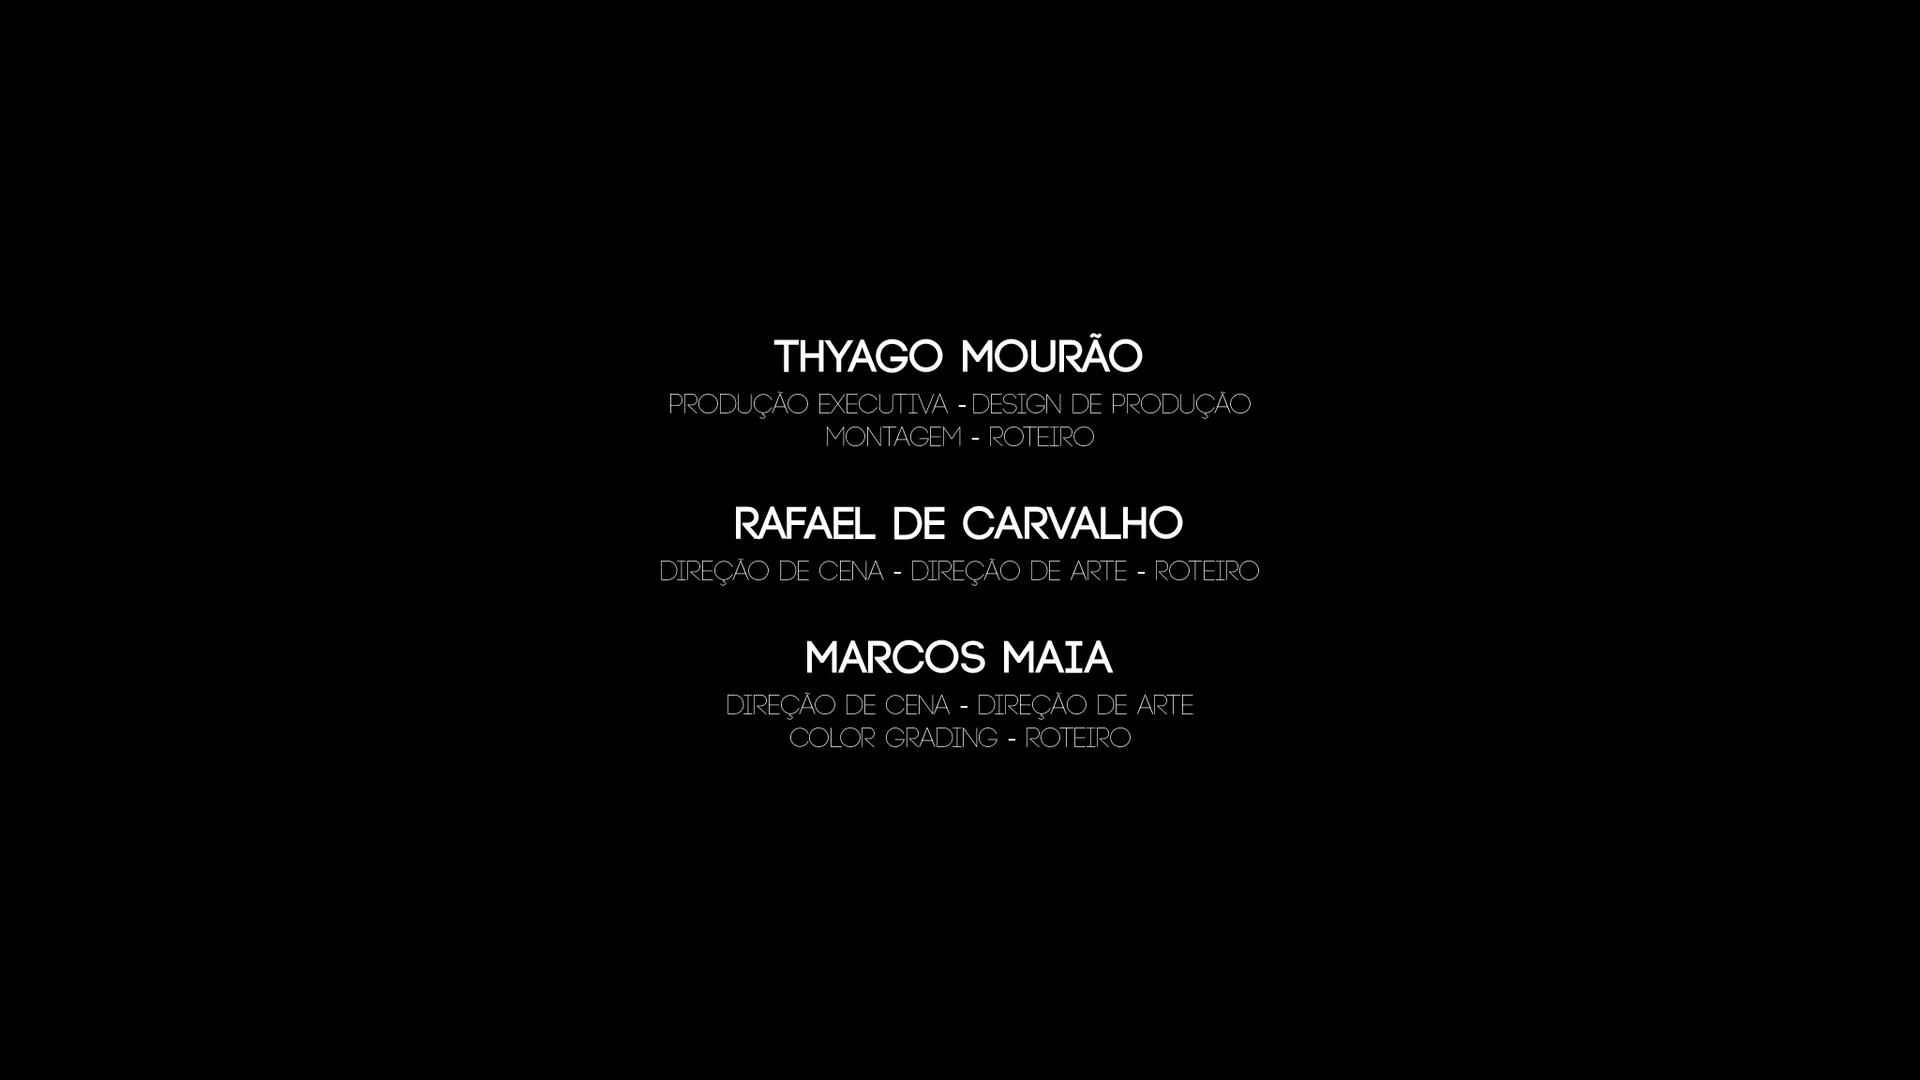 THYAGO MOURÃO
PRODUÇÃO EXECUTIVA - DESIGN DE PRODUÇÃO
MONTAGEM - ROTEIRO
RAFAEL DE CARVALHO
DIREÇÃO DE CENA - DIREÇÃO DE ARTE - ROTEIRO
MARCOS MAIA
DIREÇÃO DE CENA - DIREÇÃO DE ARTE
COLOR GRADING - ROTEIRO